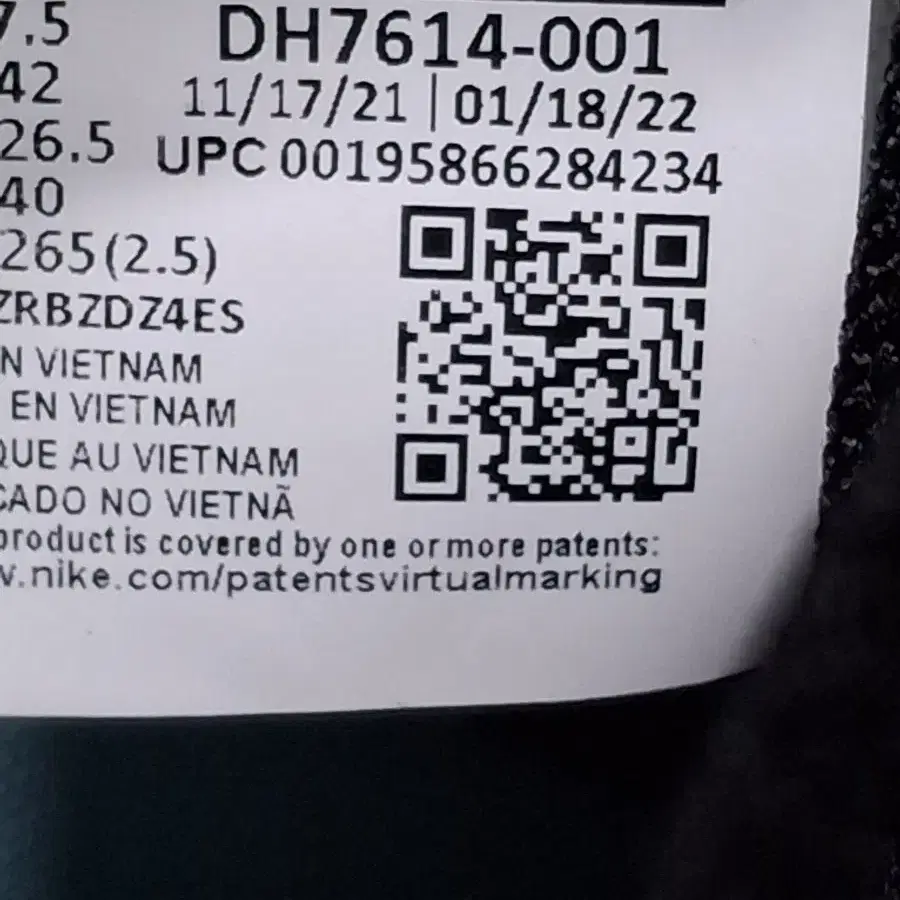 7.5
DH7614-001
42
11/17/21 | 01/18/22
26.5
UPC 00195866284234
40
265(2.5)
ZRBZDZ4ES
N VIETNAM
EN VIETNAM
QUE AU VIETNAM
CADO NO VIETNÃ
product is covered by one or more patents:
w.nike.com/patentsvirtualmarking